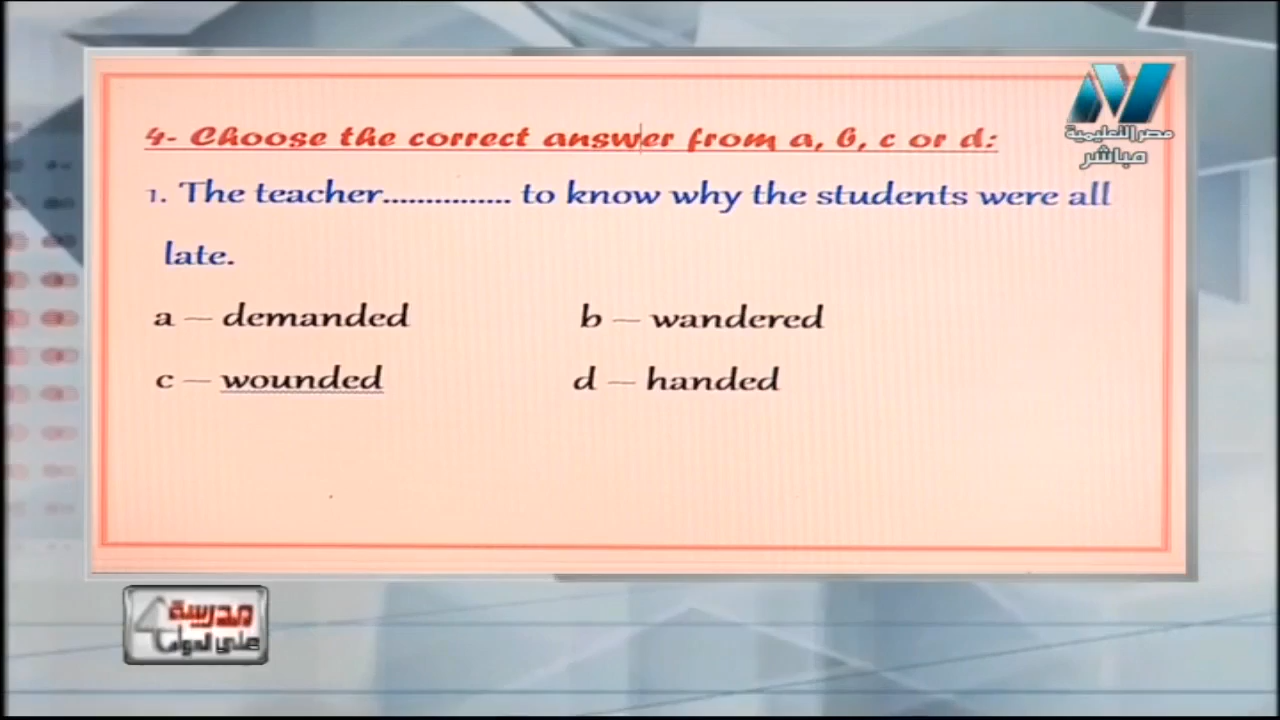 4- Choose the correct answer from a, b, c or d:
مصر التعليمية
مباشر
1. The teacher............... to know why the students were all
late.
a – demanded b – wandered
c – wounded d – handed
مدرسة
على الهواء